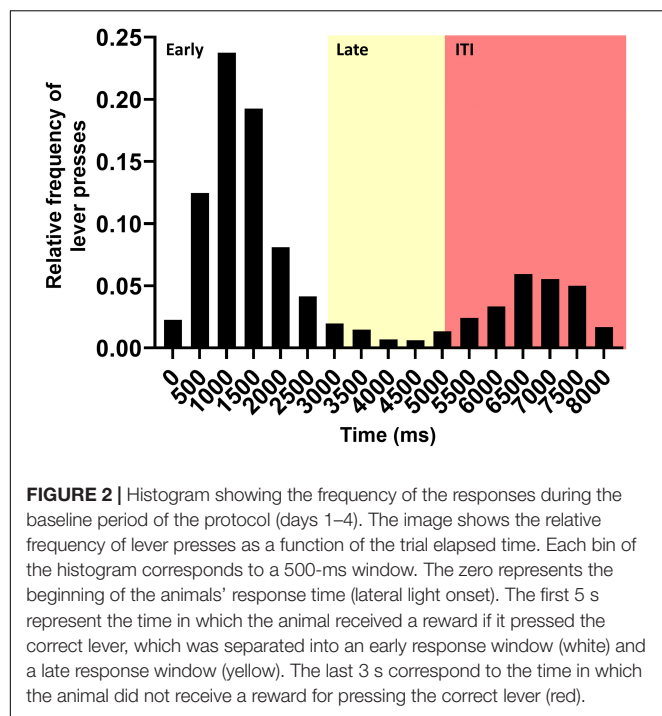 0.25
0.20
0.15
0.10
0.05
0.00
Relative frequency of
lever presses
Early
Late
ITI
0
500
1000
1500
2000
2500
3000
3500
4000
4500
5000
5500
6000
6500
7000
7500
8000
Time (ms)
FIGURE 2 | Histogram showing the frequency of the responses during the
baseline period of the protocol (days 1–4). The image shows the relative
frequency of lever presses as a function of the trial elapsed time. Each bin of
the histogram corresponds to a 500-ms window. The zero represents the
beginning of the animals' response time (lateral light onset). The first 5 s
represent the time in which the animal received a reward if it pressed the
correct lever, which was separated into an early response window (white) and
a late response window (yellow). The last 3 s correspond to the time in which
the animal did not receive a reward for pressing the correct lever (red).